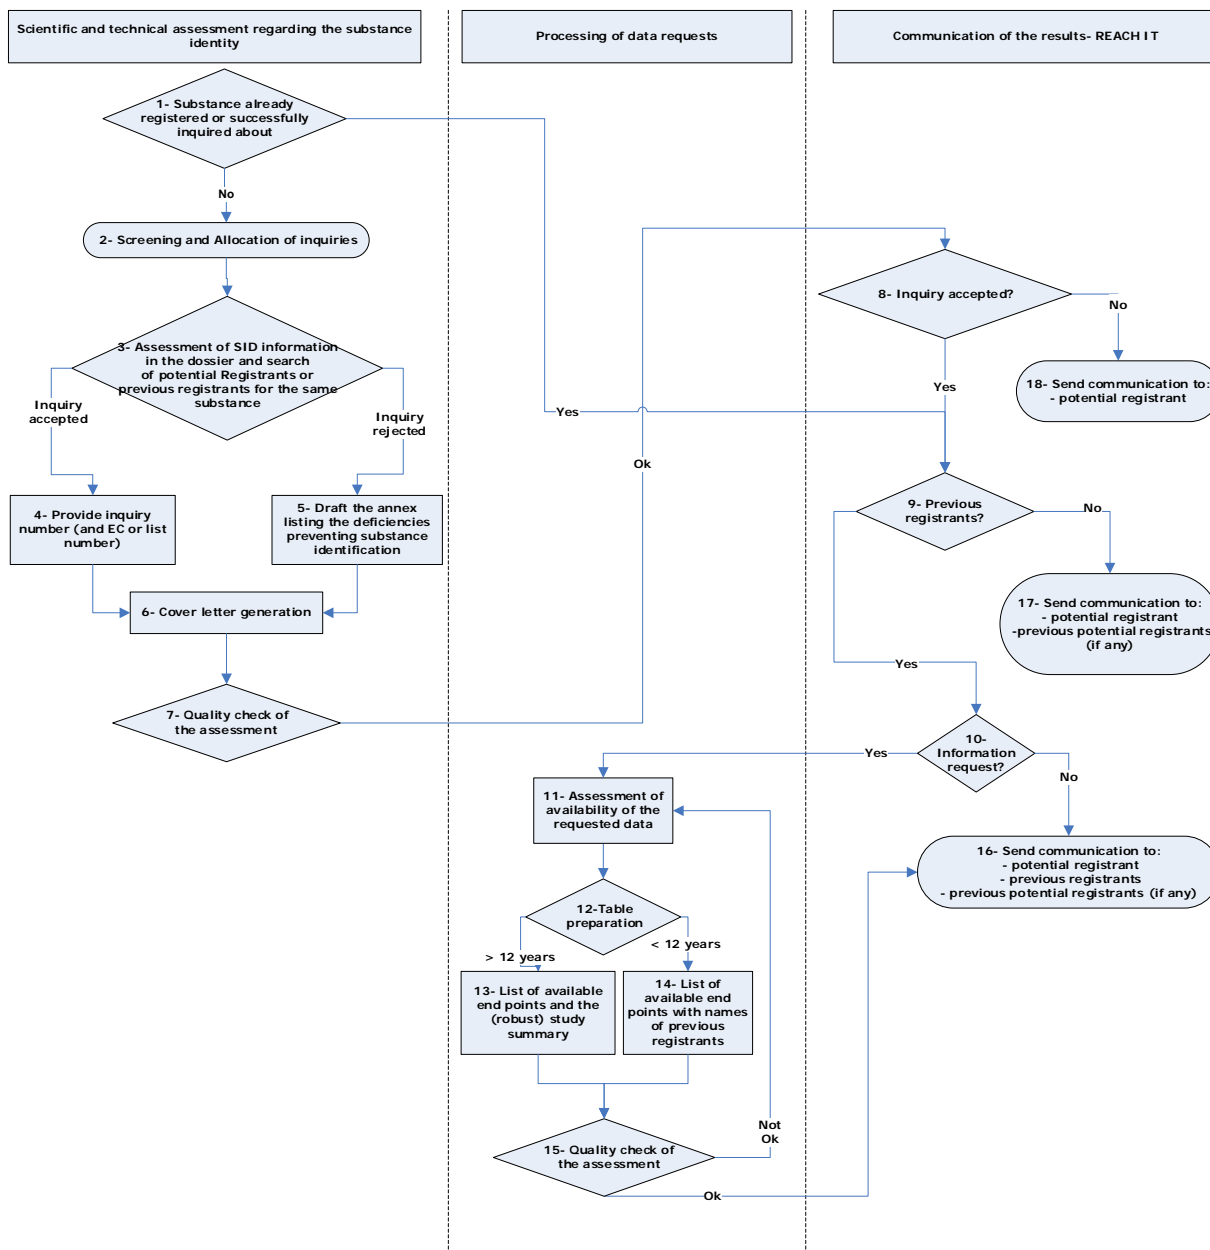 Scientific and technical assessment regarding the substance
identity
Processing of data requests
Communication of the results- REACH IT
1- Substance already
registered or successfully
inquired about
No
2- Screening and Allocation of inquiries
3- Assessment of SID information
in the dossier and search
of potential Registrants or
previous registrants for the same
substance
Inquiry
accepted
Inquiry
rejected
4- Provide inquiry
number (and EC or list
number)
5- Draft the annex
listing the deficiencies
preventing substance
identification
6- Cover letter generation
7- Quality check of
the assessment
Yes
Ok
8- Inquiry accepted?
No
Yes
18- Send communication to:
- potential registrant
9- Previous
registrants?
No
17- Send communication to:
- potential registrant
-previous potential registrants
(if any)
Yes
10-
Information
request?
Yes
No
11- Assessment of
availability of the
requested data
16- Send communication to:
- potential registrant
- previous registrants
- previous potential registrants (if any)
12-Table
preparation
> 12 years
< 12 years
13- List of available
end points and the
(robust) study
summary
14- List of
available end
points with names
of previous
registrants
Not
Ok
15- Quality check of
the assessment
Ok